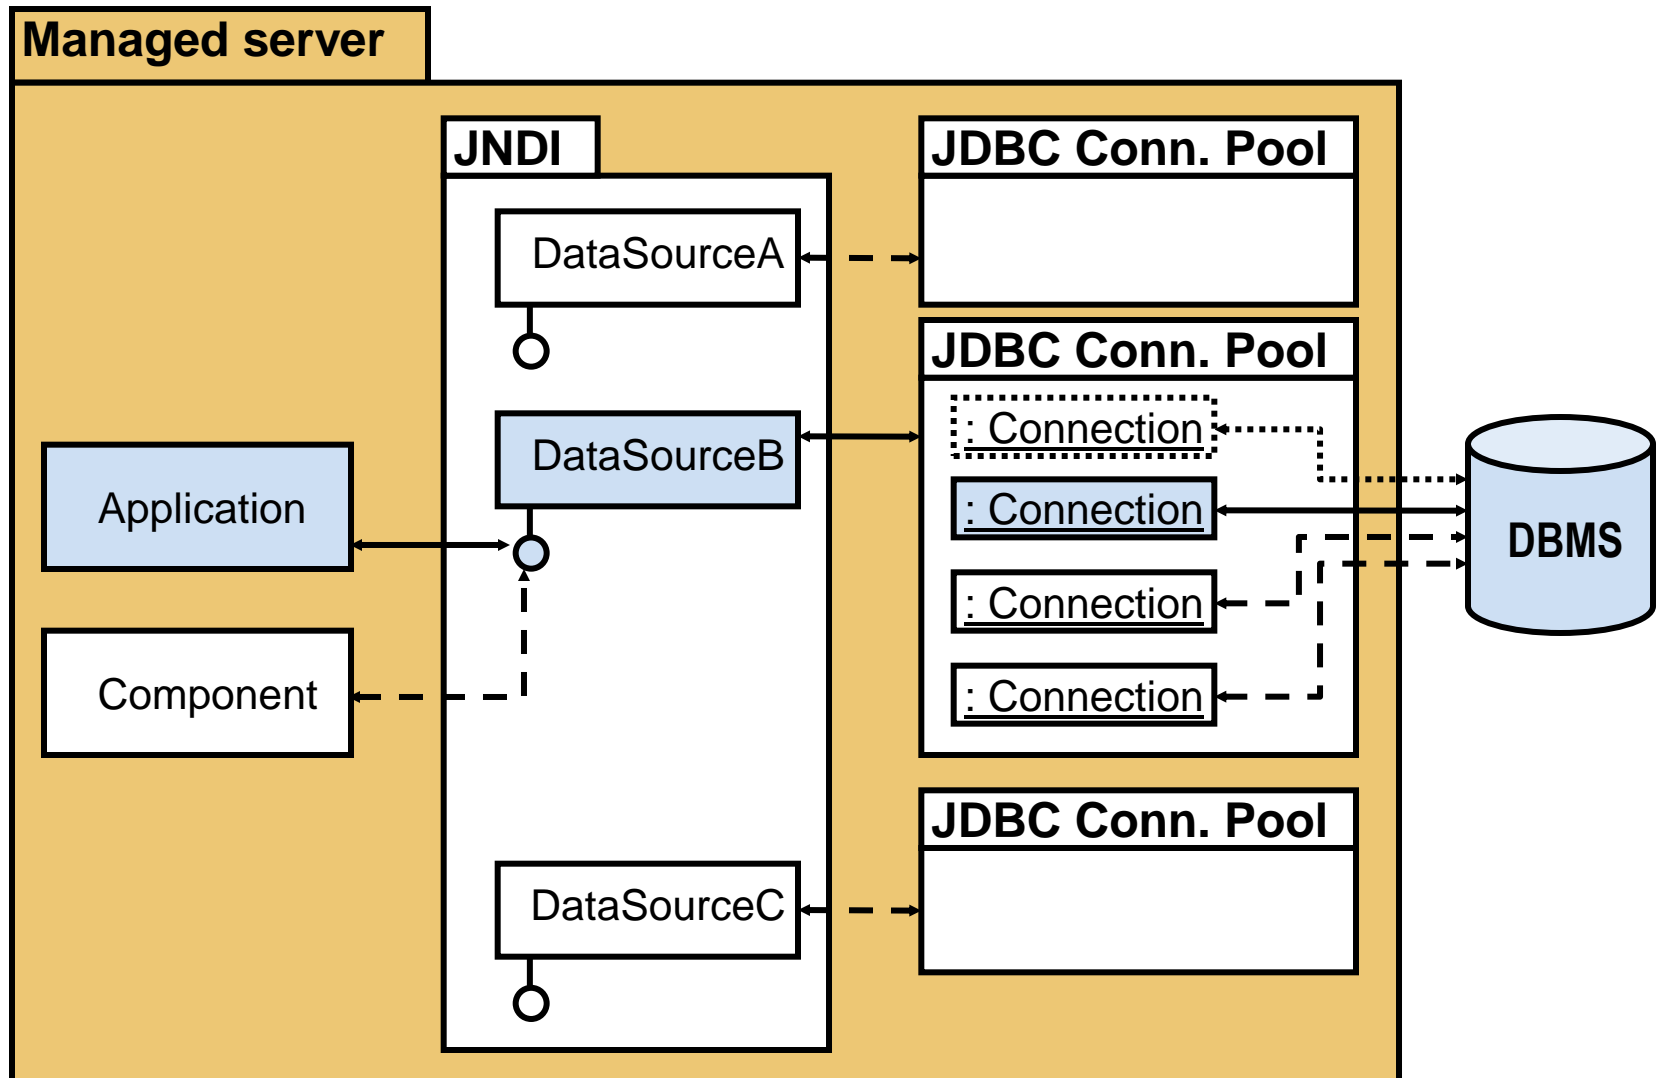 Managed server
JNDI
JDBC Conn. Pool
DataSourceA
JDBC Conn. Pool
: Connection
DataSourceB
: Connection
Application
DBMS
: Connection
Component
: Connection
JDBC Conn. Pool
DataSourceC